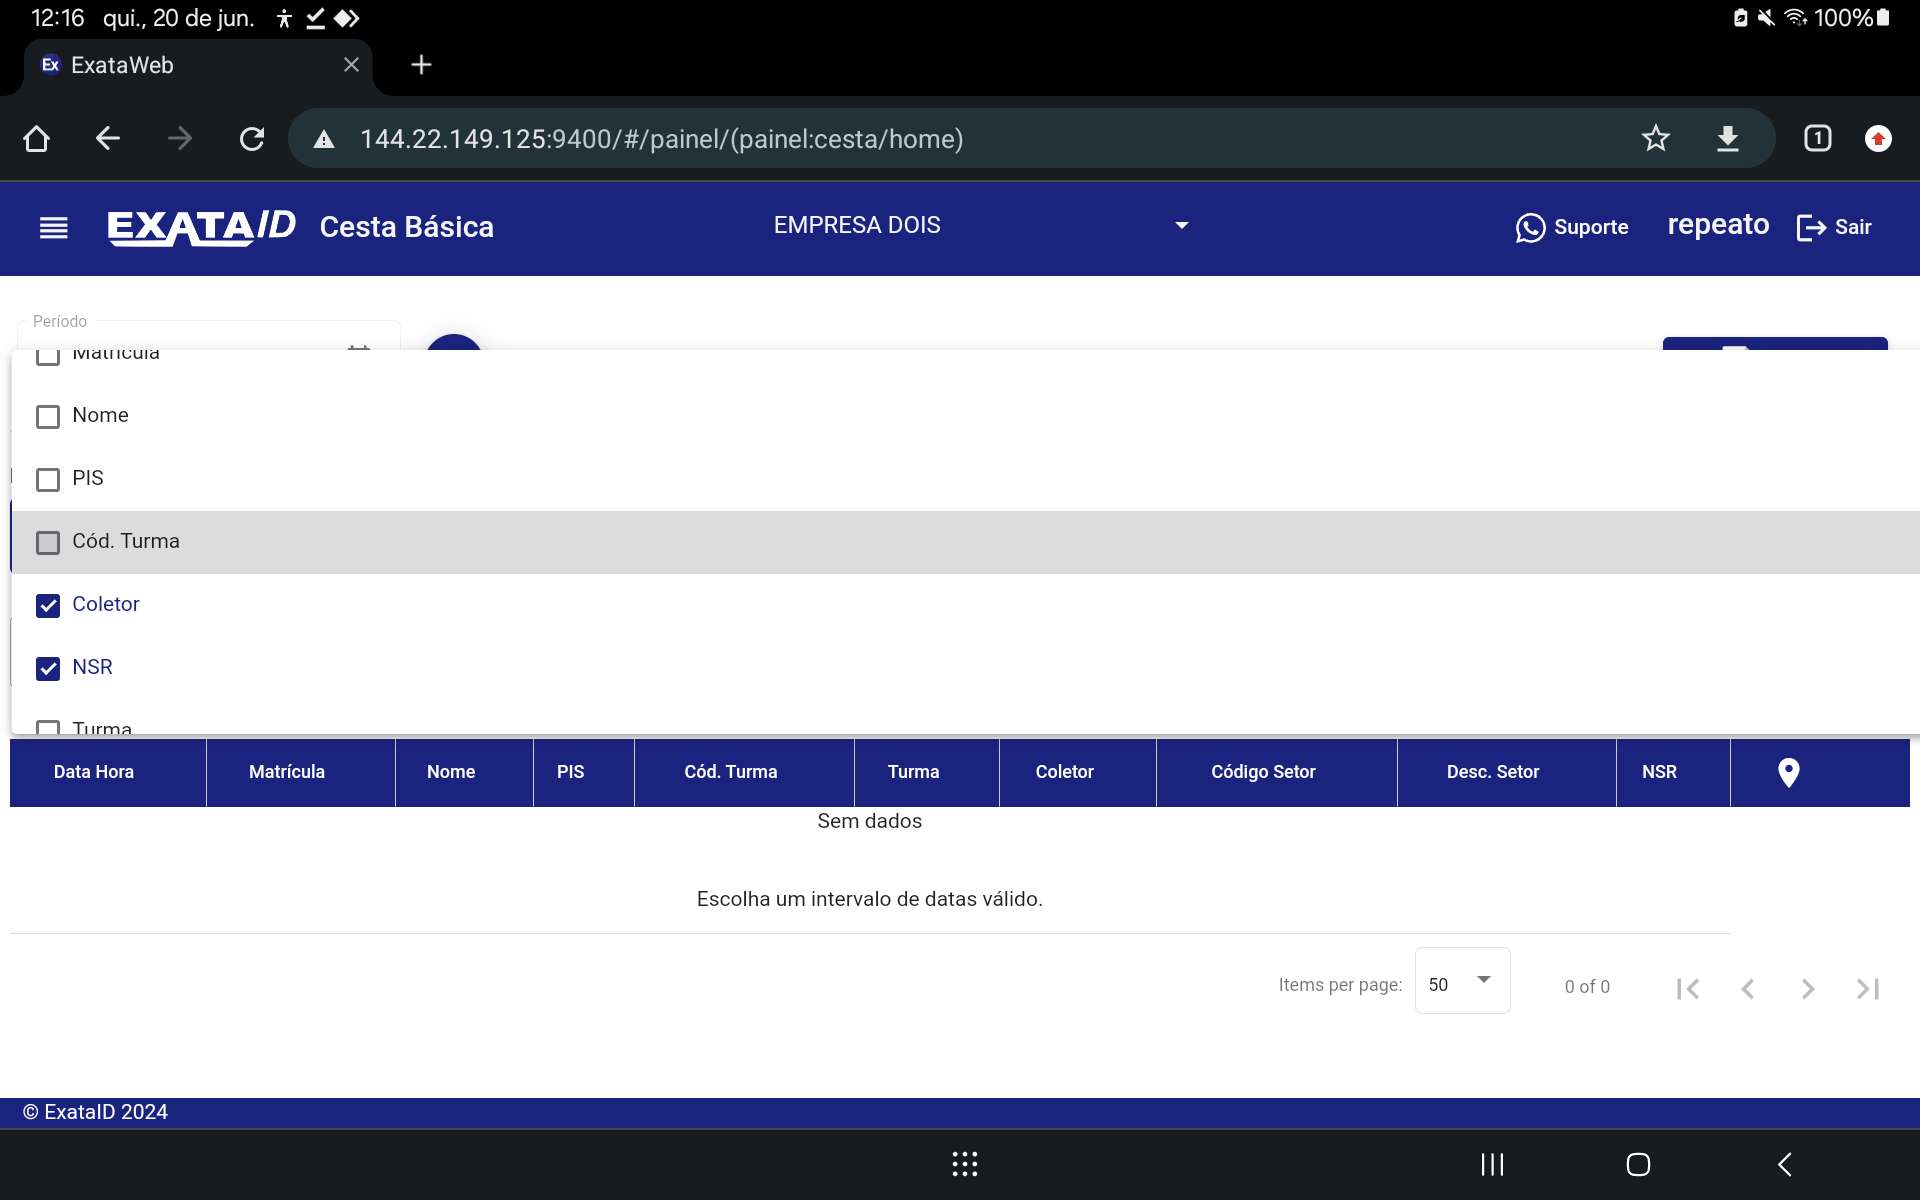 12:16 qui., 20 de jun. 100%
Ex ExataWeb
144.22.149.125:9400/#/painel/(painel:cesta/home) 1
EXATAID Cesta Básica EMPRESA DOIS Suporte repeato Sair
Período
Matrícula
Nome
PIS
Cód. Turma
Coletor
NSR
Turma
Data Hora Matrícula Nome PIS Cód. Turma Turma Coletor Código Setor Desc. Setor NSR
Sem dados
Escolha um intervalo de datas válido.
Items per page: 50 0 of 0
© ExataID 2024